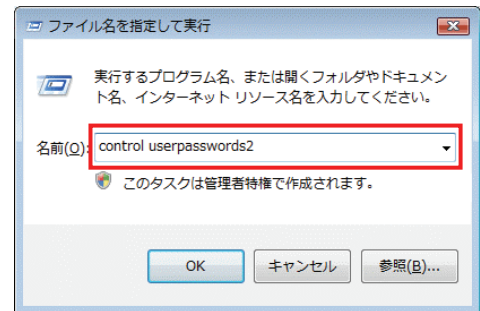 ファイル名を指定して実行
実行するプログラム名、または開くフォルダやドキュメン
ト名、インターネット リソース名を入力してください。
名前(O): control userpasswords2
このタスクは管理者特権で作成されます。
OK キャンセル 参照(B)...